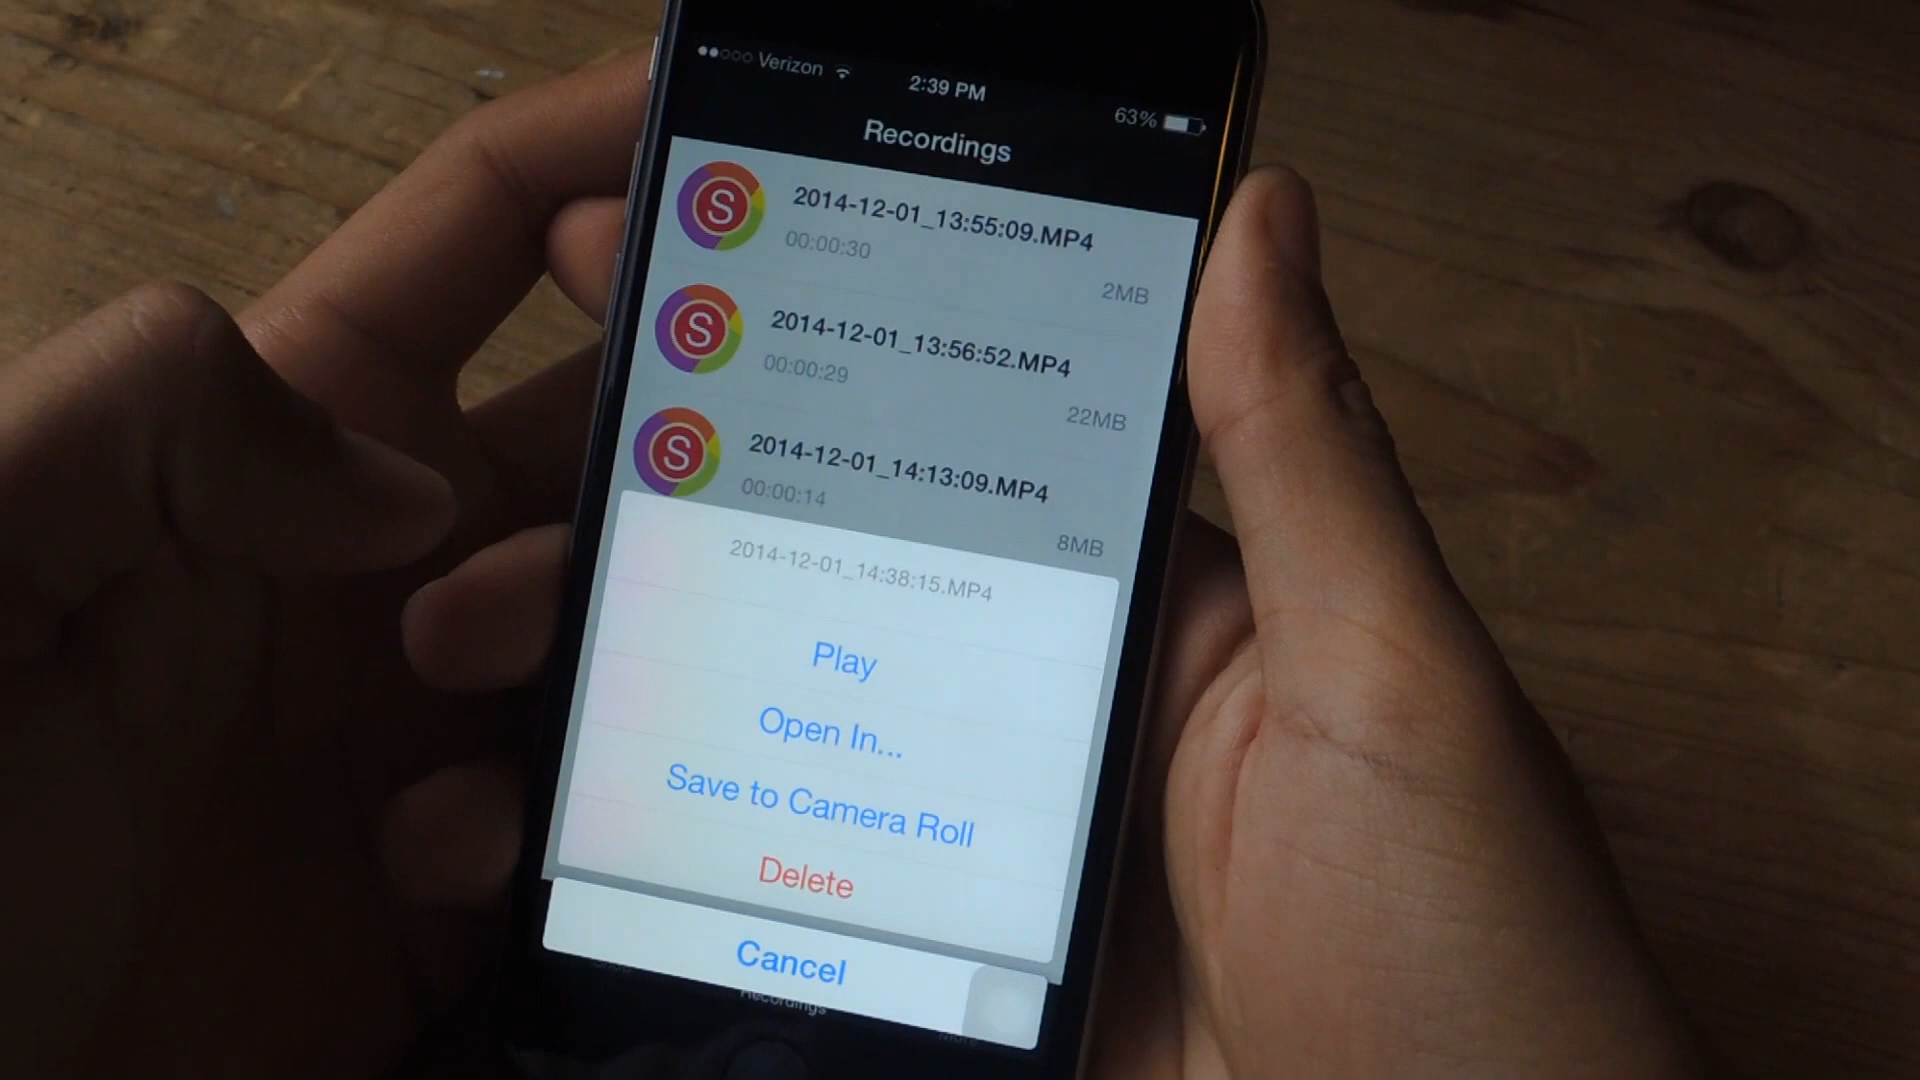 Verizon
2:39 PM
63%
Recordings
S
2014-12-01_13:55:09.MP4
00:00:30
2MB
S
2014-12-01_13:56:52.MP4
00:00:29
22MB
S
2014-12-01_14:13:09.MP4
00:00:14
8MB
2014-12-01_14:38:15.MP4
Play
Open In...
Save to Camera Roll
Delete
Cancel
Recordings
More